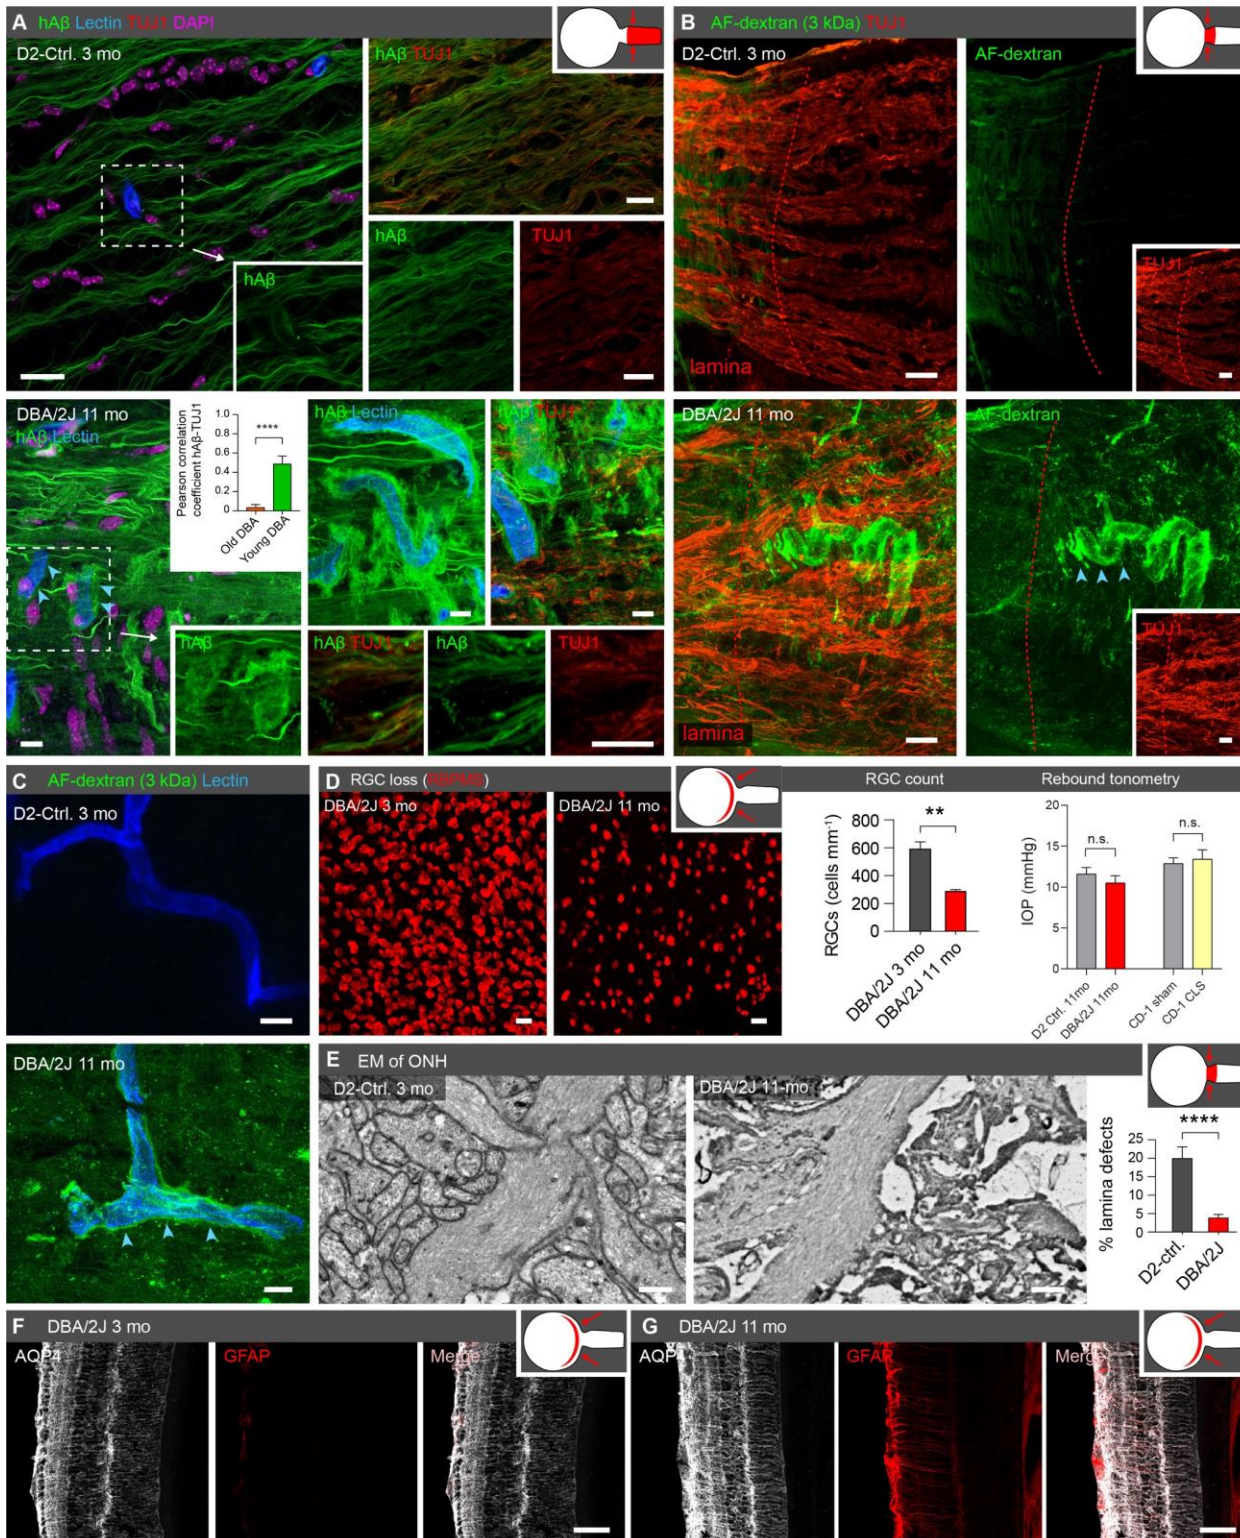 A hAβ Lectin TUJ1 DAPI
D2-Ctrl. 3 mo
hAβ TUJ1
hAβ
hAβ
TUJ1
B AF-dextran (3 kDa) TUJ1
D2-Ctrl. 3 mo
AF-dextran
TUJ1
lamina
DBA/2J 11 mo
hAβ Lectin
Pearson correlation
coefficient hAβ-TUJ1
1.0
0.8
0.6
0.4
0.2
0
****
Old DBA
Young DBA
hAβ Lectin
hAβ TUJ1
hAβ
hAβ TUJ1
hAβ
TUJ1
DBA/2J 11 mo
lamina
AF-dextran
TUJ1
C AF-dextran (3 kDa) Lectin
D2-Ctrl. 3 mo
DBA/2J 11 mo
D RGC loss (RBPMS)
DBA/2J 3 mo
DBA/2J 11 mo
RGC count
RGCs (cells mm⁻¹)
800
600
400
200
0
**
DBA/2J 3 mo
DBA/2J 11 mo
Rebound tonometry
IOP (mmHg)
20
15
10
5
0
n.s.
n.s.
D2 Ctrl. 11mo
DBA/2J 11mo
CD-1 sham
CD-1 CLS
E EM of ONH
D2-Ctrl. 3 mo
DBA/2J 11-mo
% lamina defects
25
20
15
10
5
0
****
D2-ctrl.
DBA/2J
F DBA/2J 3 mo
AQP4
GFAP
Merge
G DBA/2J 11 mo
AQP4
GFAP
Merge